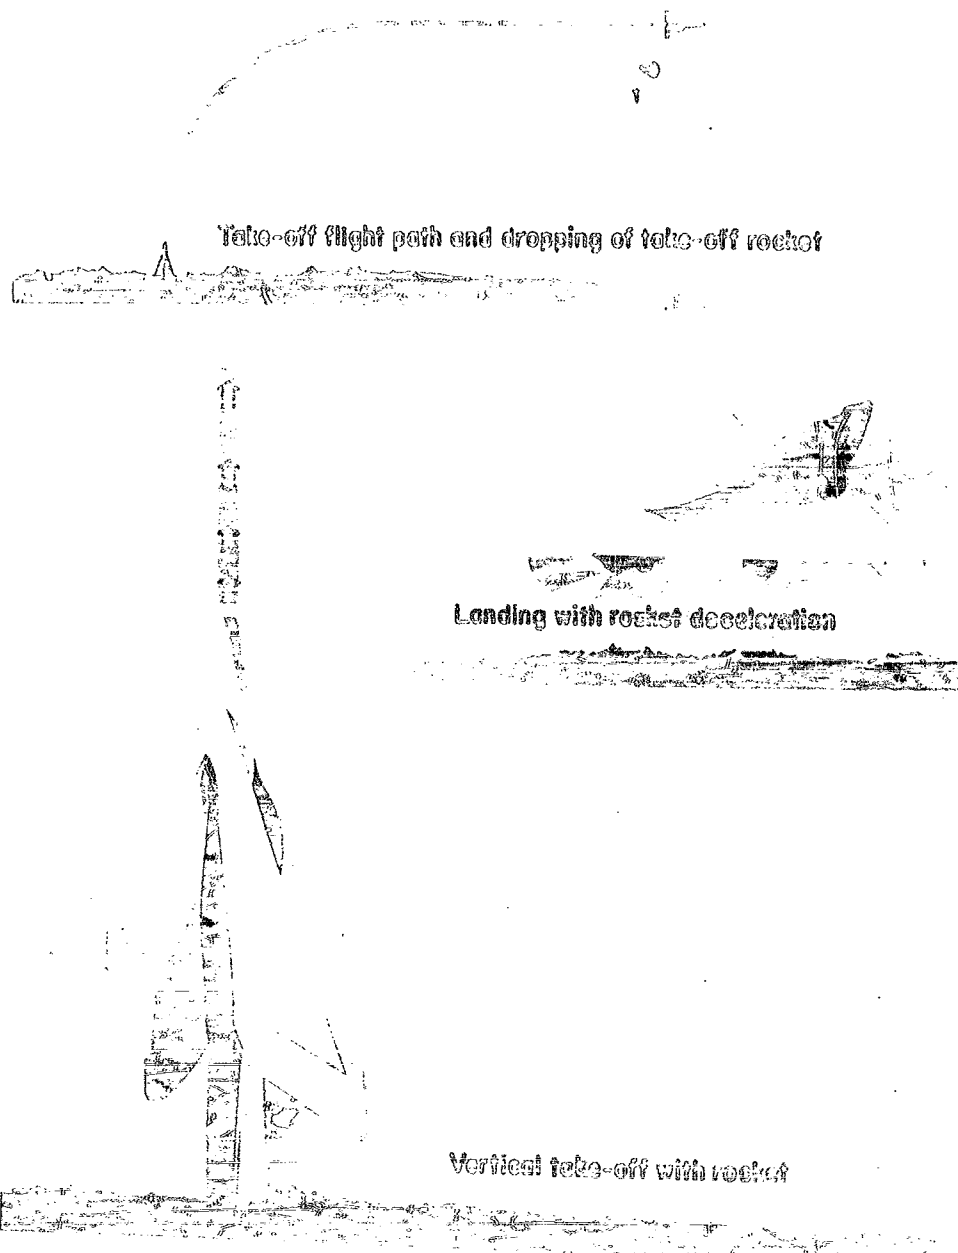 Take-off flight path and dropping of take-off rocket
Landing with rocket deceleration
Vertical take-off with rocket